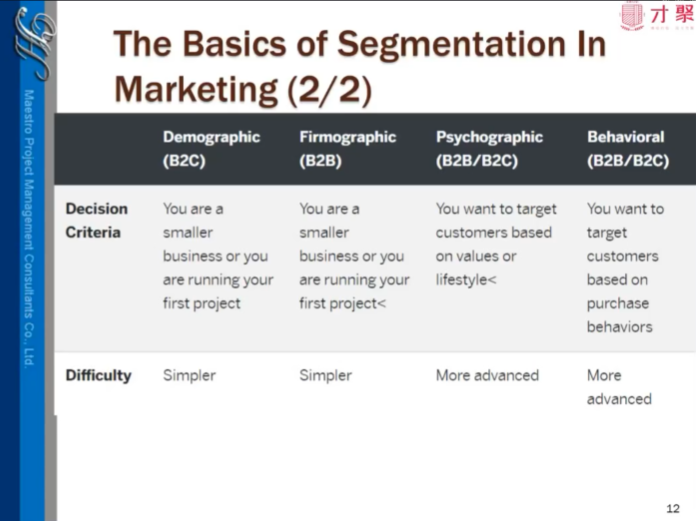 才聚
The Basics of Segmentation In
Marketing (2/2)
Maestro Project Management Consultants Co., Ltd.
Demographic
(B2C)
Firmographic
(B2B)
Psychographic
(B2B/B2C)
Behavioral
(B2B/B2C)
Decision
Criteria
You are a
smaller
business or you
are running your
first project
You are a
smaller
business or you
are running your
first project<
You want to target
customers based
on values or
lifestyle<
You want to
target
customers
based on
purchase
behaviors
Difficulty
Simpler
Simpler
More advanced
More
advanced
12